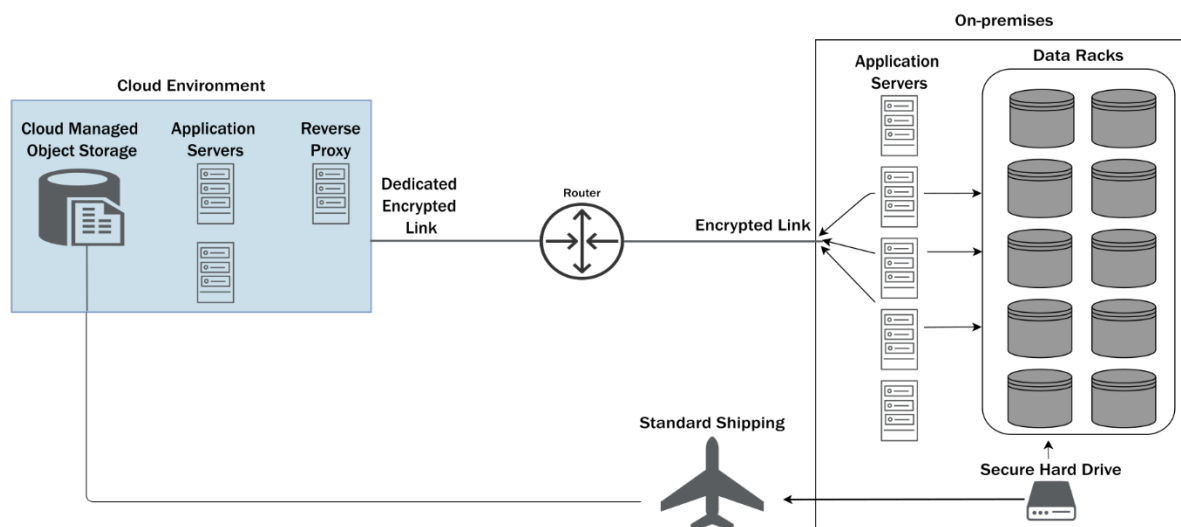 On-premises
Cloud Environment
Cloud Managed
Object Storage
Application
Servers
Reverse
Proxy
Dedicated
Encrypted
Link
Router
Encrypted Link
Application
Servers
Data Racks
Standard Shipping
Secure Hard Drive